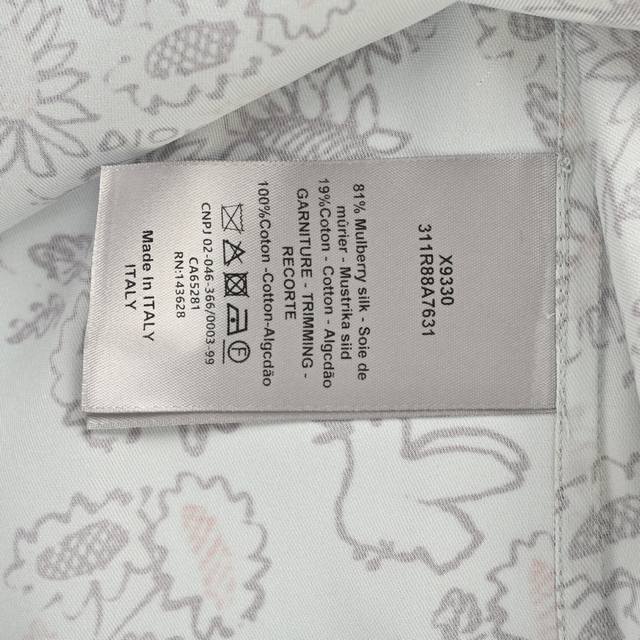 X9330
311R88A7631
81% Mulberry silk - Soie de
mûrier - Mustrika siid
19%Coton - Cotton - Algcdão
GARNITURE - TRIMMING -
RECORTE
100%Coton -Cotton-Algcdão
CNPJ 02-046-366/0003-99
CA65281
RN:143628
Made In ITALY
ITALY